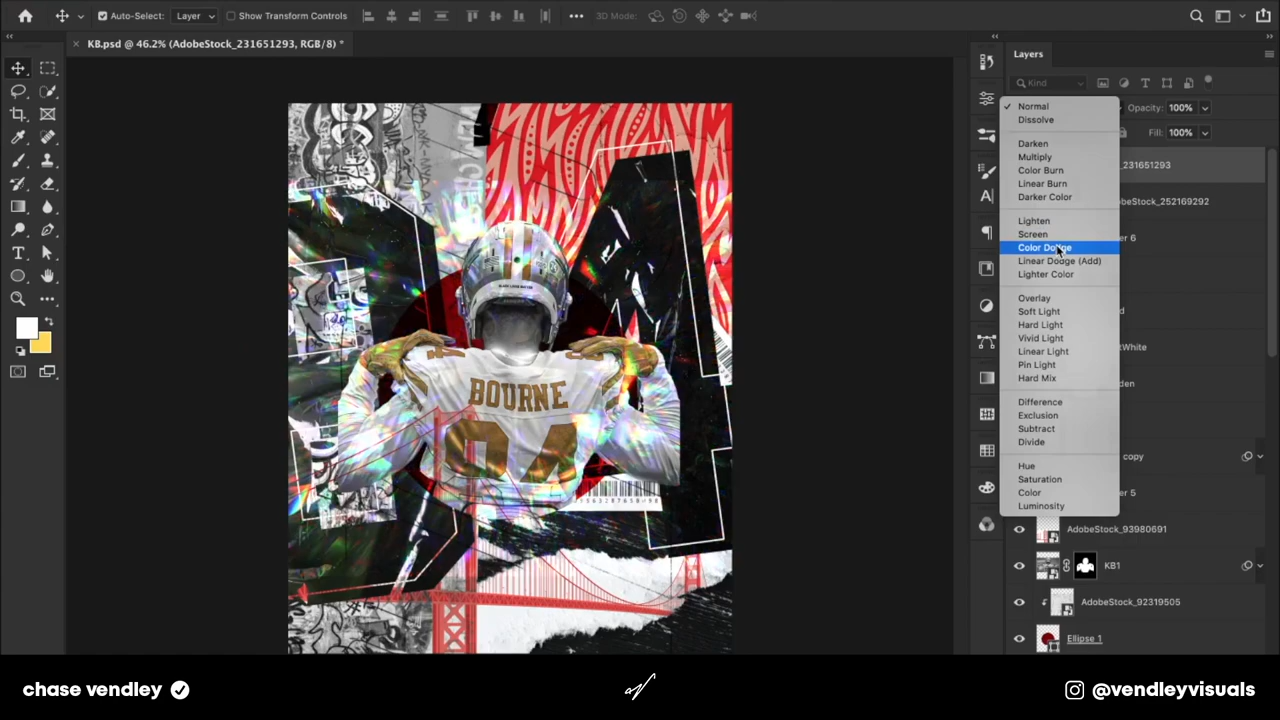 Auto-Select:
Layer
Show Transform Controls
3D Mode:
KB.psd @ 46.2% (AdobeStock_231651293, RGB/8) *
Layers
Kind
Normal
Opacity: 100%
Dissolve
Fill: 100%
Darken
Multiply
_231651293
Color Burn
Linear Burn
Darker Color
obeStock_252169292
Lighten
Screen
er 6
Color Dodge
Linear Dodge (Add)
Lighter Color
Overlay
Soft Light
d
Hard Light
Vivid Light
tWhite
Linear Light
Pin Light
Hard Mix
den
Difference
Exclusion
Subtract
Divide
copy
Hue
Saturation
Color
er 5
Luminosity
AdobeStock_93980691
KB1
AdobeStock_92319505
Ellipse 1
BOURNE
chase vendley
@vendleyvisuals